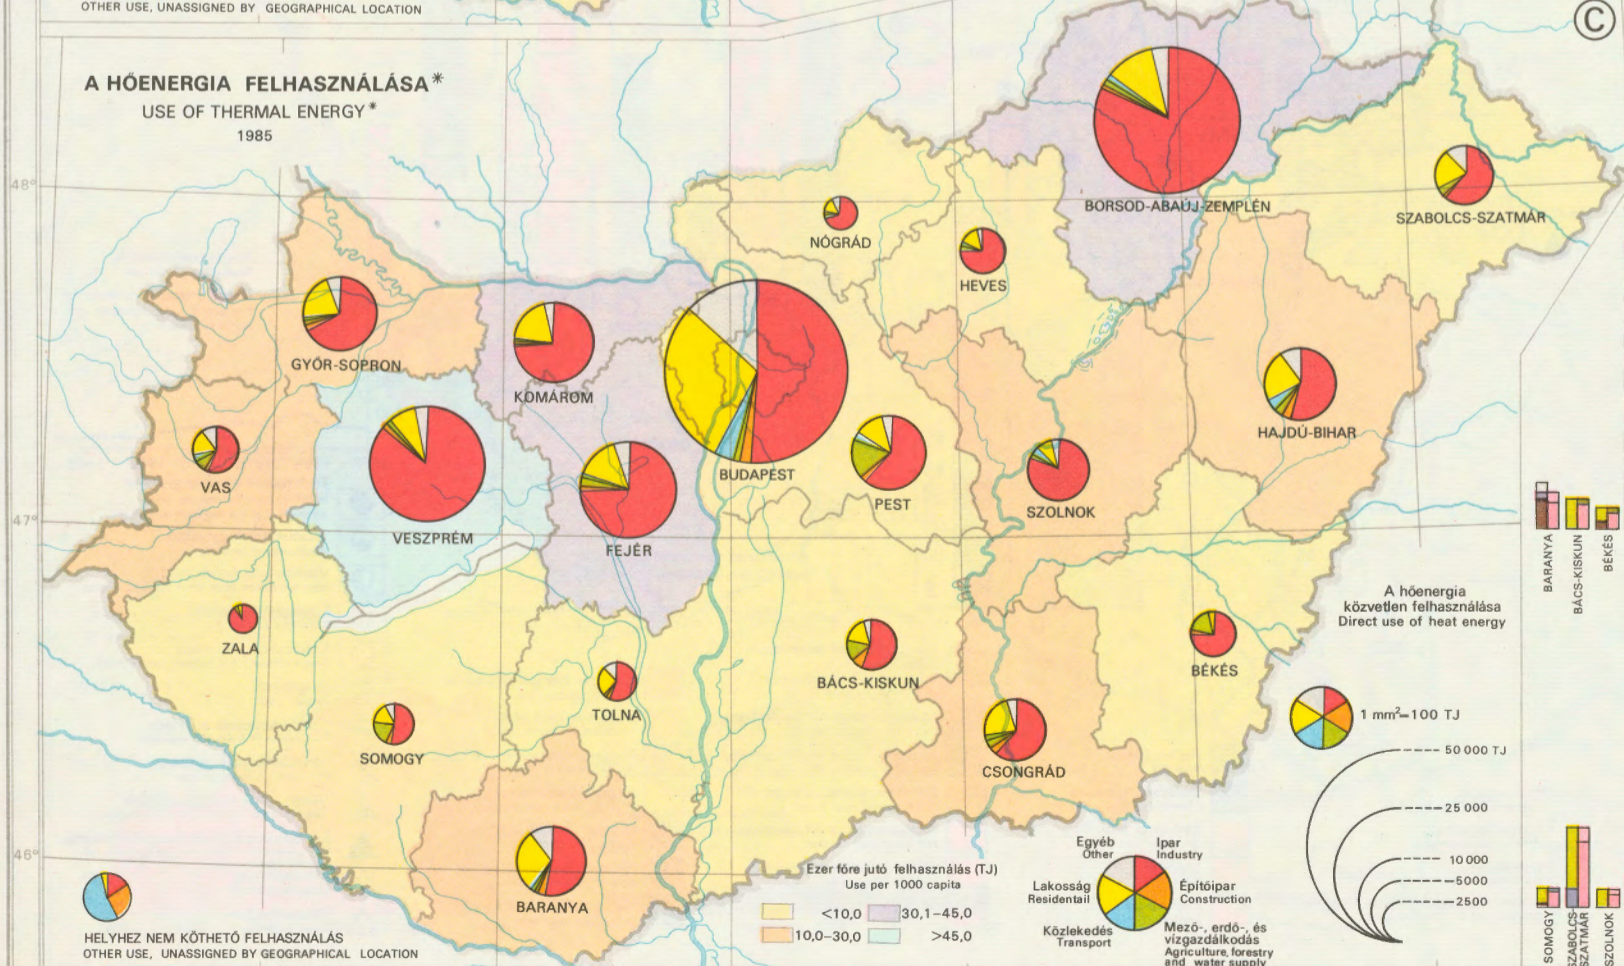 OTHER USE, UNASSIGNED BY GEOGRAPHICAL LOCATION
C
A HŐENERGIA FELHASZNÁLÁSA*
USE OF THERMAL ENERGY*
1985
48°
47°
46°
BORSOD-ABAÚJ-ZEMPLÉN
SZABOLCS-SZATMÁR
NÓGRÁD
HEVES
GYŐR-SOPRON
KOMÁROM
BUDAPEST
HAJDÚ-BIHAR
VAS
VESZPRÉM
FEJÉR
PEST
SZOLNOK
ZALA
TOLNA
BÁCS-KISKUN
BÉKÉS
SOMOGY
CSONGRÁD
BARANYA
BARANYA
BÁCS-KISKUN
BÉKÉS
A hőenergia
közvetlen felhasználása
Direct use of heat energy
1 mm²=100 TJ
50 000 TJ
25 000
10 000
5000
2500
SOMOGY
SZABOLCS-
SZATMÁR
SZOLNOK
Ezer főre jutó felhasználás (TJ)
Use per 1000 capita
<10,0
30,1–45,0
10,0–30,0
>45,0
Egyéb
Other
Ipar
Industry
Lakosság
Residentail
Építőipar
Construction
Közlekedés
Transport
Mező-, erdő-, és
vízgazdálkodás
Agriculture, forestry
and water supply
HELYHEZ NEM KÖTHETŐ FELHASZNÁLÁS
OTHER USE, UNASSIGNED BY GEOGRAPHICAL LOCATION